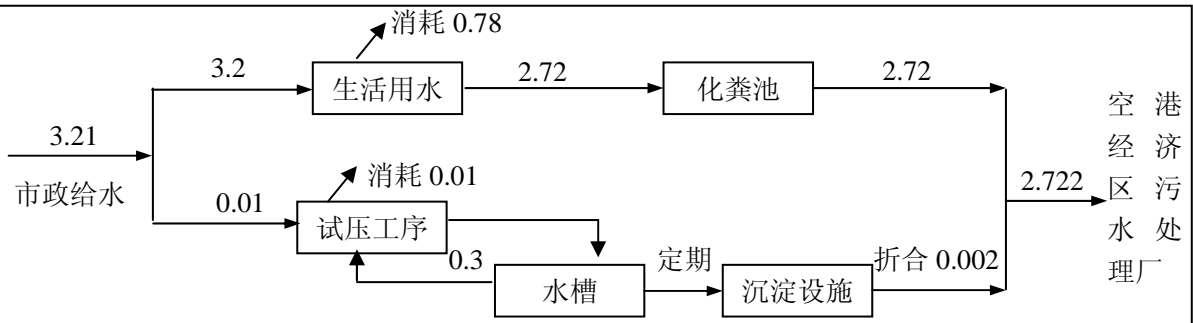 消耗 0.78
3.2
生活用水
2.72
化粪池
2.72
3.21
市政给水
消耗 0.01
0.01
试压工序
0.3
水槽
定期
沉淀设施
折合 0.002
2.722
空 港
经 济
区 污
水 处
理厂